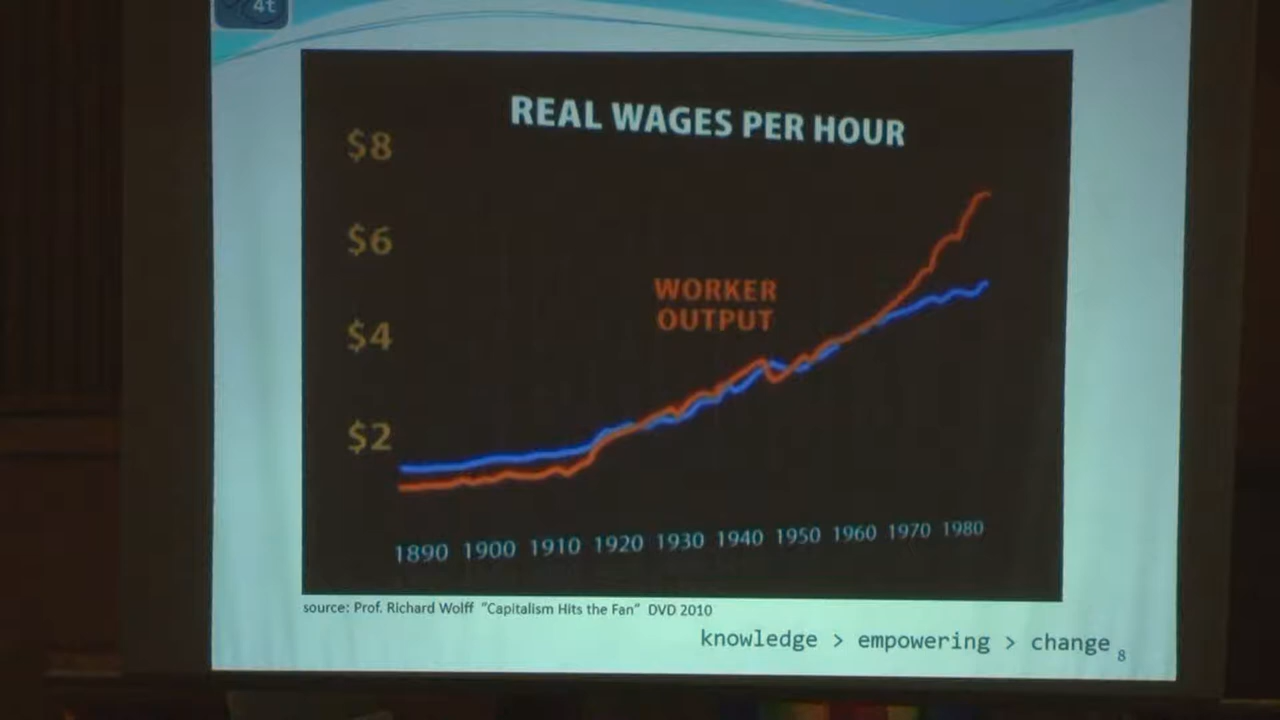 4t
REAL WAGES PER HOUR
$8
$6
WORKER
OUTPUT
$4
$2
1890 1900 1910 1920 1930 1940 1950 1960 1970 1980
source: Prof. Richard Wolff "Capitalism Hits the Fan" DVD 2010
knowledge > empowering > change
8